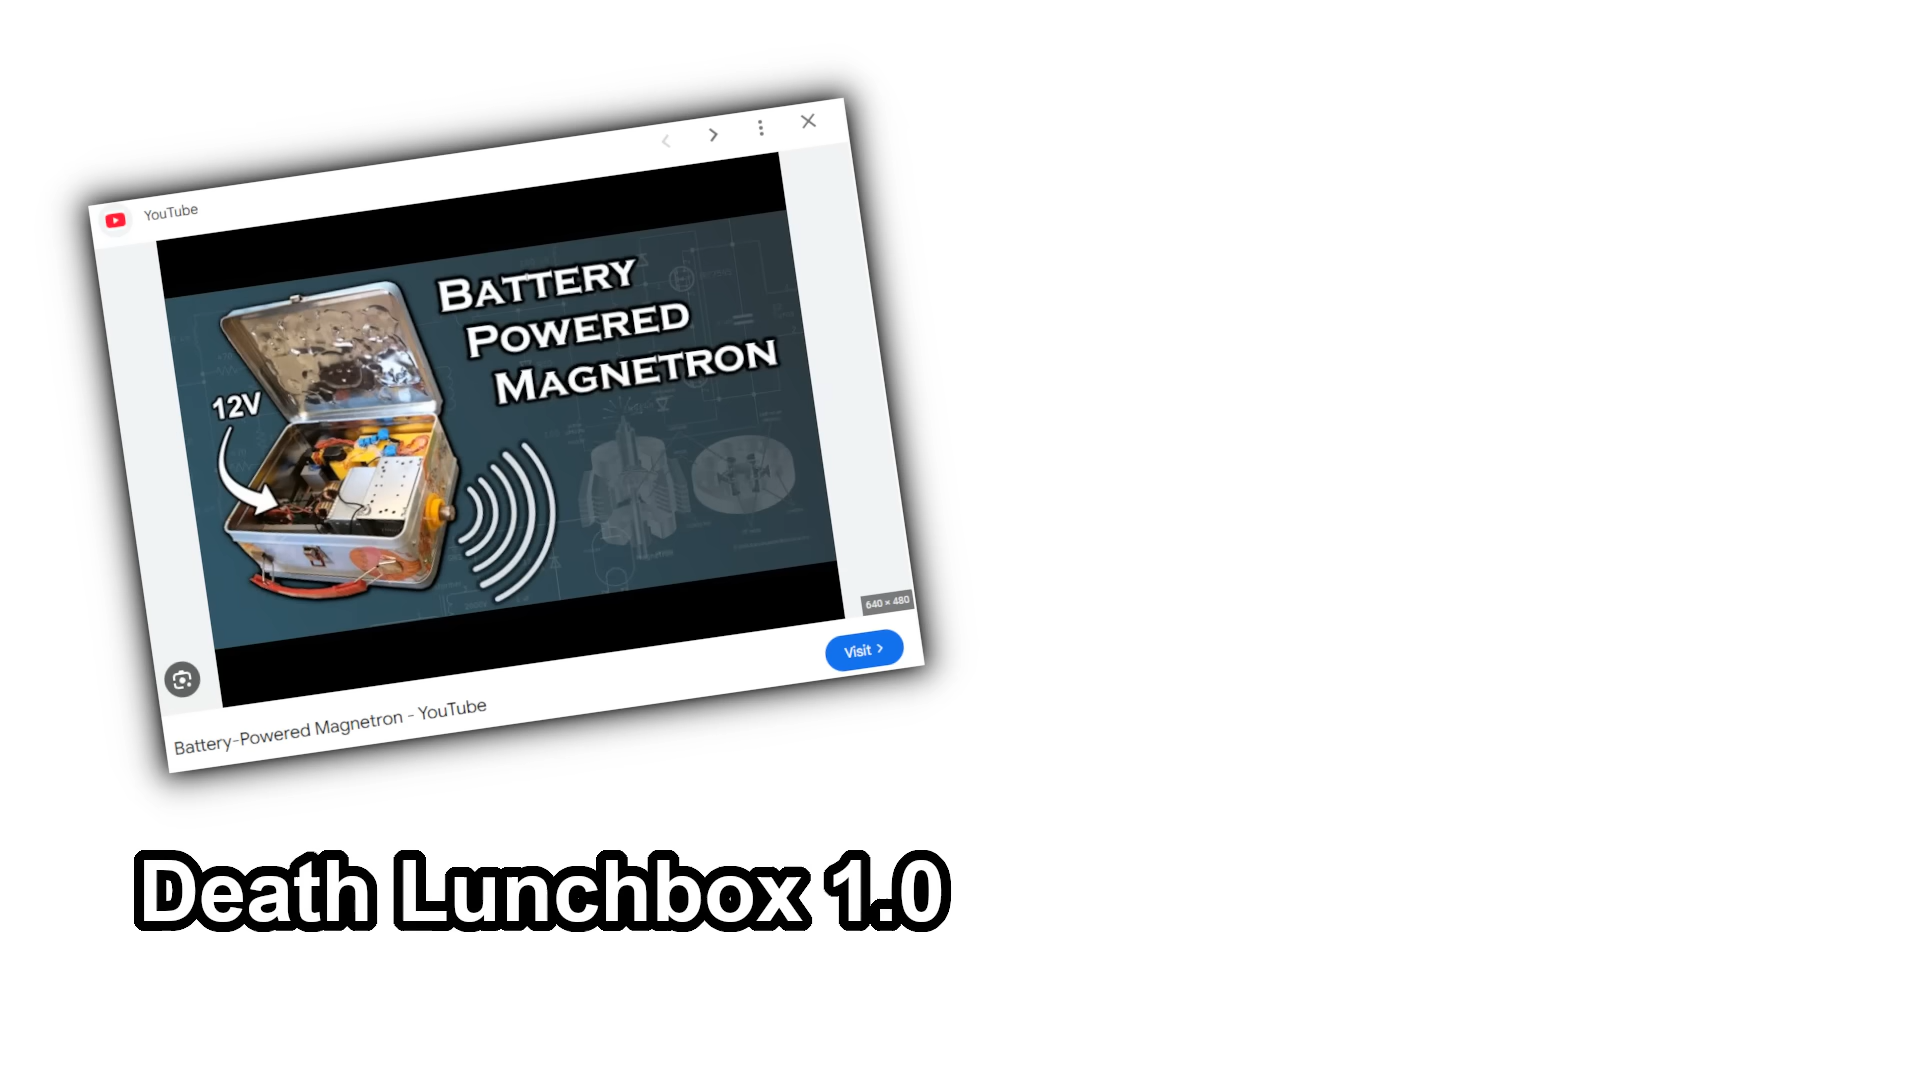 YouTube
BATTERY
POWERED
MAGNETRON
12V
640 × 480
Visit
Battery-Powered Magnetron - YouTube
Death Lunchbox 1.0